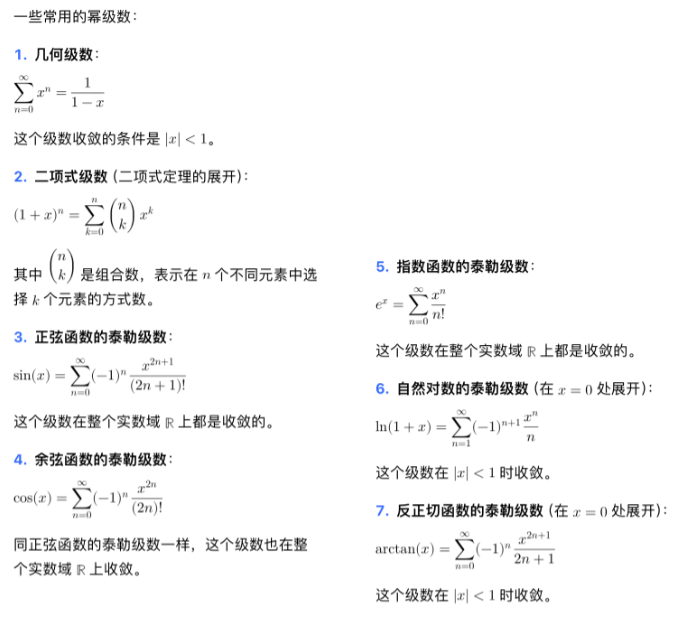 一些常用的幂级数：
1. 几何级数：
\sum_{n=0}^{\infty} x^n = \frac{1}{1-x}
这个级数收敛的条件是 |x| < 1。
2. 二项式级数 (二项式定理的展开)：
(1+x)^n = \sum_{k=0}^{n} \binom{n}{k} x^k
其中 \binom{n}{k} 是组合数，表示在 n 个不同元素中选
择 k 个元素的方式数。
3. 正弦函数的泰勒级数：
\sin(x) = \sum_{n=0}^{\infty} (-1)^n \frac{x^{2n+1}}{(2n+1)!}
这个级数在整个实数域 ℝ 上都是收敛的。
4. 余弦函数的泰勒级数：
\cos(x) = \sum_{n=0}^{\infty} (-1)^n \frac{x^{2n}}{(2n)!}
同正弦函数的泰勒级数一样，这个级数也在整
个实数域 ℝ 上收敛。
5. 指数函数的泰勒级数：
e^x = \sum_{n=0}^{\infty} \frac{x^n}{n!}
这个级数在整个实数域 ℝ 上都是收敛的。
6. 自然对数的泰勒级数 (在 x = 0 处展开)：
\ln(1+x) = \sum_{n=1}^{\infty} (-1)^{n+1} \frac{x^n}{n}
这个级数在 |x| < 1 时收敛。
7. 反正切函数的泰勒级数 (在 x = 0 处展开)：
\arctan(x) = \sum_{n=0}^{\infty} (-1)^n \frac{x^{2n+1}}{2n+1}
这个级数在 |x| < 1 时收敛。